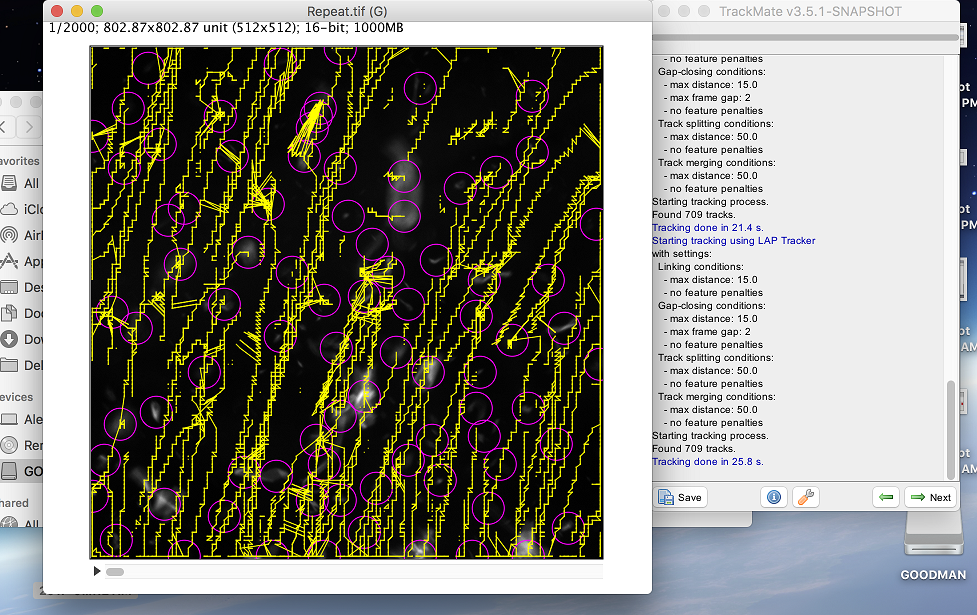 Repeat.tif (G)
1/2000; 802.87x802.87 unit (512x512); 16-bit; 1000MB
TrackMate v3.5.1-SNAPSHOT
- no feature penalties
Gap-closing conditions:
- max distance: 15.0
- max frame gap: 2
- no feature penalties
Track splitting conditions:
- max distance: 50.0
- no feature penalties
Track merging conditions:
- max distance: 50.0
- no feature penalties
Starting tracking process.
Found 709 tracks.
Tracking done in 21.4 s.
Starting tracking using LAP Tracker
with settings:
Linking conditions:
- max distance: 15.0
- no feature penalties
Gap-closing conditions:
- max distance: 15.0
- max frame gap: 2
- no feature penalties
Track splitting conditions:
- max distance: 50.0
- no feature penalties
Track merging conditions:
- max distance: 50.0
- no feature penalties
Starting tracking process.
Found 709 tracks.
Tracking done in 25.8 s.
Save
Next
avorites
All
iClo
Airl
App
Des
Doc
Dow
Del
evices
Ale
Rer
GO
hared
All
ot
PM
ot
PM
ot
AM
ot
AM
GOODMAN